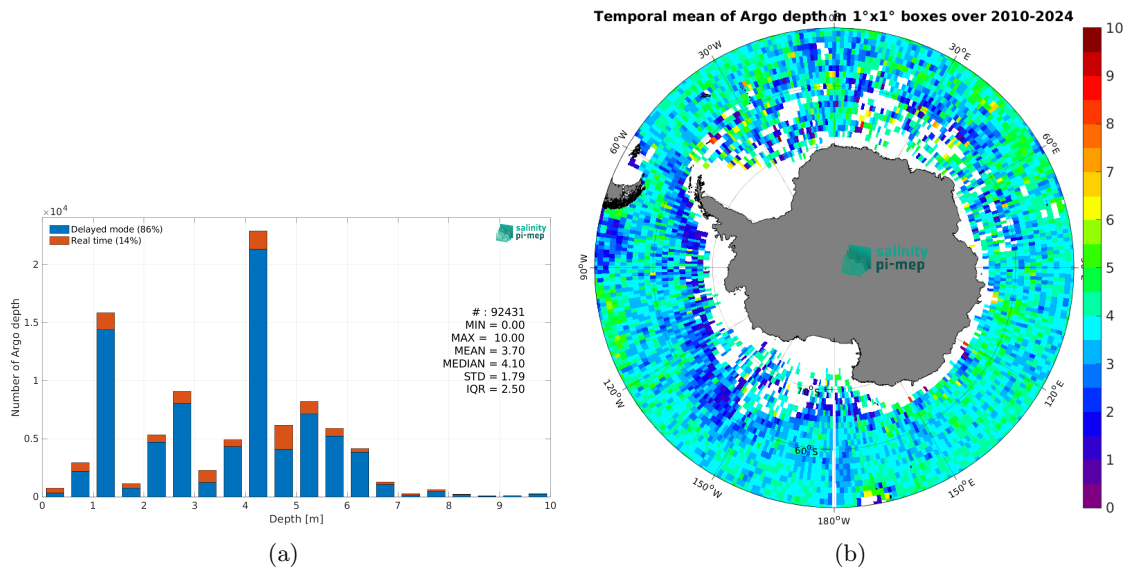 ×10⁴
Delayed mode (86%)
Real time (14%)
salinity
pi-mep
# : 92431
MIN = 0.00
MAX = 10.00
MEAN = 3.70
MEDIAN = 4.10
STD = 1.79
IQR = 2.50
2
1.5
1
0.5
0
Number of Argo depth
0 1 2 3 4 5 6 7 8 9 10
Depth [m]
(a)
Temporal mean of Argo depth in 1°x1° boxes over 2010-2024
30°W
30°E
60°W
60°E
90°W
120°W
120°E
150°W
150°E
180°W
60°S
salinity
pi-mep
10
9
8
7
6
5
4
3
2
1
0
(b)